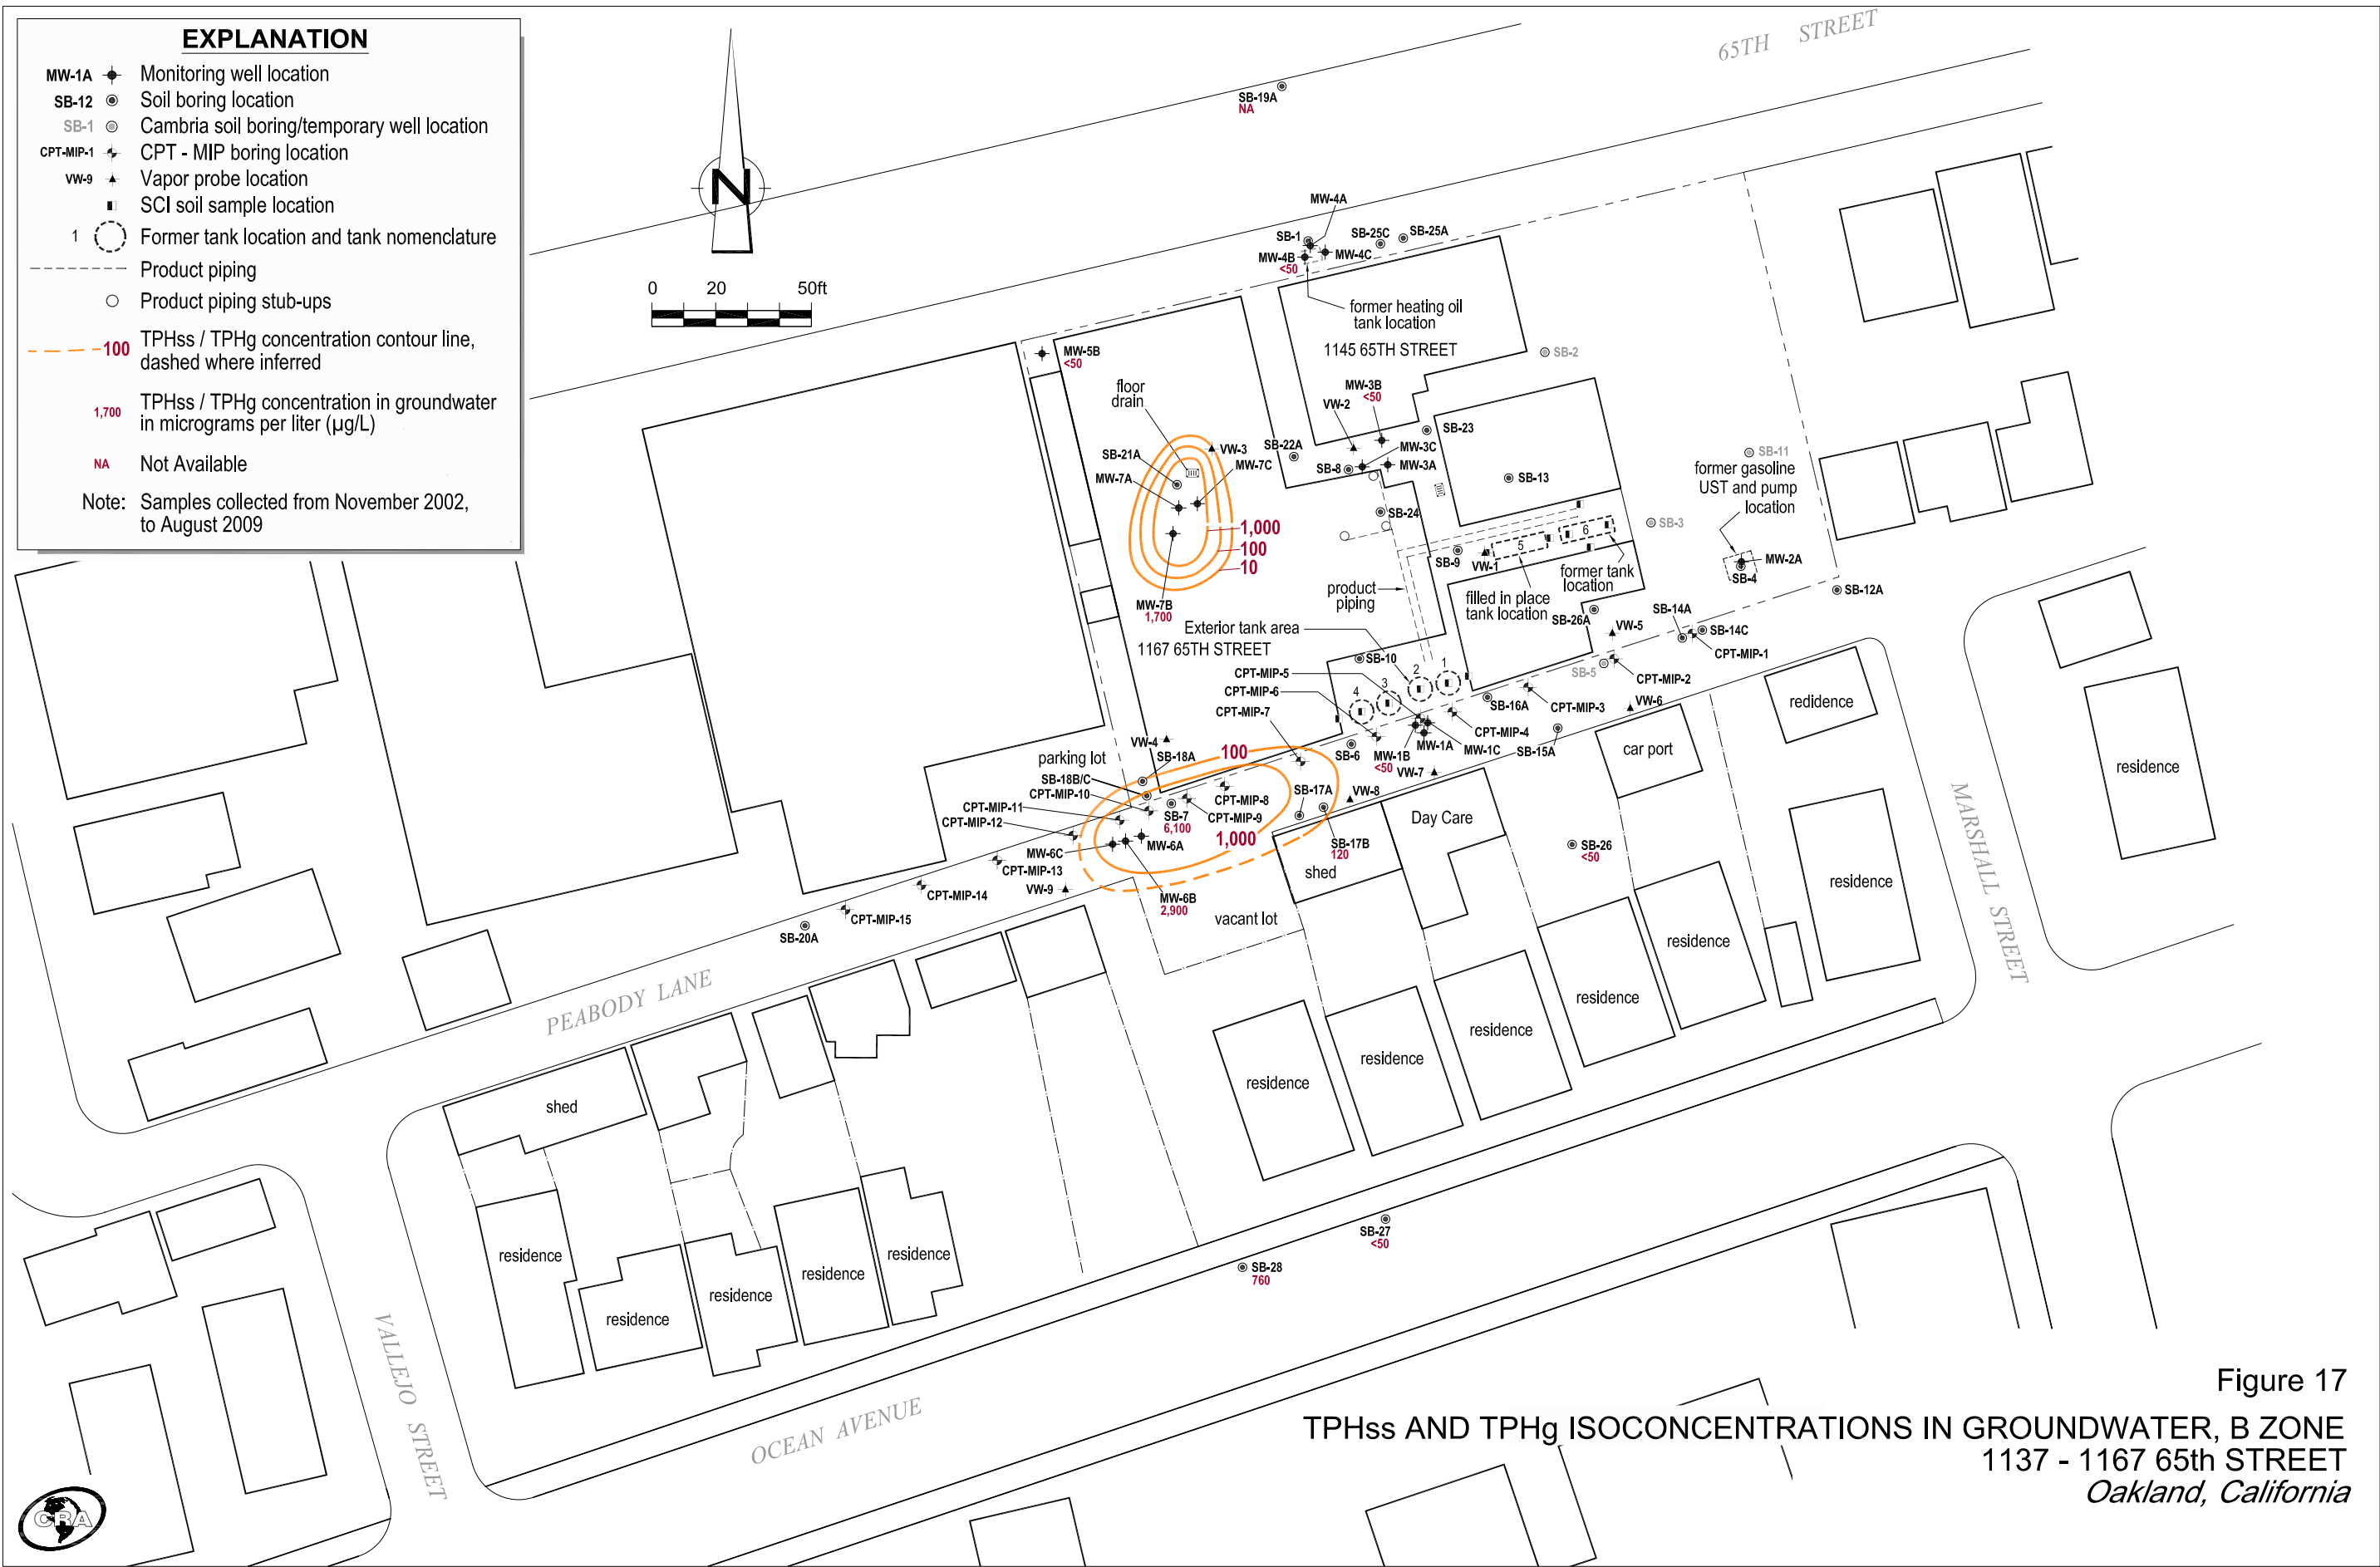 EXPLANATION
MW-1A Monitoring well location
SB-12 Soil boring location
SB-1 Cambria soil boring/temporary well location
CPT-MIP-1 CPT - MIP boring location
VW-9 Vapor probe location
SCI soil sample location
1 Former tank location and tank nomenclature
Product piping
Product piping stub-ups
100 TPHss / TPHg concentration contour line,
dashed where inferred
1,700 TPHss / TPHg concentration in groundwater
in micrograms per liter (µg/L)
NA Not Available
Note: Samples collected from November 2002,
to August 2009
N
0 20 50ft
65TH STREET
SB-19A
NA
MW-4A
SB-1
SB-25C
SB-25A
MW-4B
<50
MW-4C
former heating oil
tank location
1145 65TH STREET
SB-2
MW-5B
<50
floor
drain
MW-3B
<50
VW-2
SB-23
VW-3
SB-22A
MW-3C
SB-21A
MW-7C
SB-8
MW-3A
MW-7A
SB-13
SB-11
former gasoline
UST and pump
location
SB-24
SB-3
1,000
100
10
6
5
SB-9
VW-1
MW-2A
SB-4
former tank
location
product
piping
filled in place
tank location
SB-12A
MW-7B
1,700
SB-26A
SB-14A
VW-5
SB-14C
Exterior tank area
1167 65TH STREET
CPT-MIP-1
SB-10
1
2
3
4
CPT-MIP-5
SB-5
CPT-MIP-2
CPT-MIP-6
CPT-MIP-7
SB-16A
CPT-MIP-3
VW-6
redidence
CPT-MIP-4
VW-4
SB-6
MW-1A
MW-1C
SB-15A
car port
MW-1B
<50
VW-7
parking lot
SB-18A
100
SB-18B/C
CPT-MIP-10
CPT-MIP-11
CPT-MIP-12
CPT-MIP-8
SB-17A
VW-8
SB-7
6,100
CPT-MIP-9
Day Care
1,000
MW-6A
MW-6C
SB-17B
120
SB-26
<50
CPT-MIP-13
shed
VW-9
CPT-MIP-14
MW-6B
2,900
vacant lot
CPT-MIP-15
SB-20A
residence
residence
residence
residence
residence
residence
residence
MARSHALL STREET
PEABODY LANE
shed
SB-27
<50
SB-28
760
residence
residence
residence
residence
residence
VALLEJO STREET
OCEAN AVENUE
CRA
Figure 17
TPHss AND TPHg ISOCONCENTRATIONS IN GROUNDWATER, B ZONE
1137 - 1167 65th STREET
Oakland, California